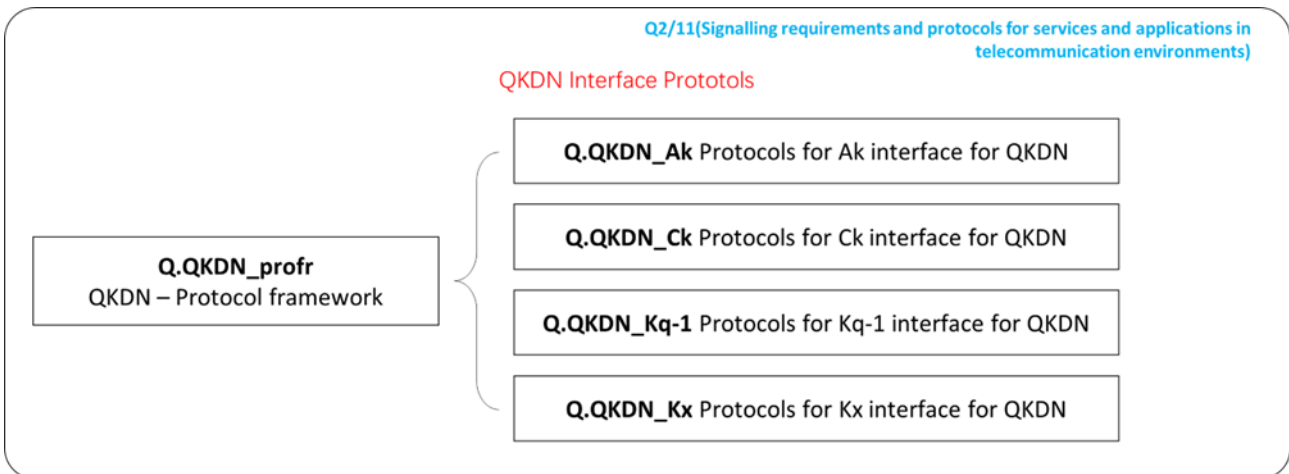 Q2/11(Signalling requirements and protocols for services and applications in
telecommunication environments)
QKDN Interface Prototols
Q.QKDN_profr
QKDN – Protocol framework
Q.QKDN_Ak Protocols for Ak interface for QKDN
Q.QKDN_Ck Protocols for Ck interface for QKDN
Q.QKDN_Kq-1 Protocols for Kq-1 interface for QKDN
Q.QKDN_Kx Protocols for Kx interface for QKDN